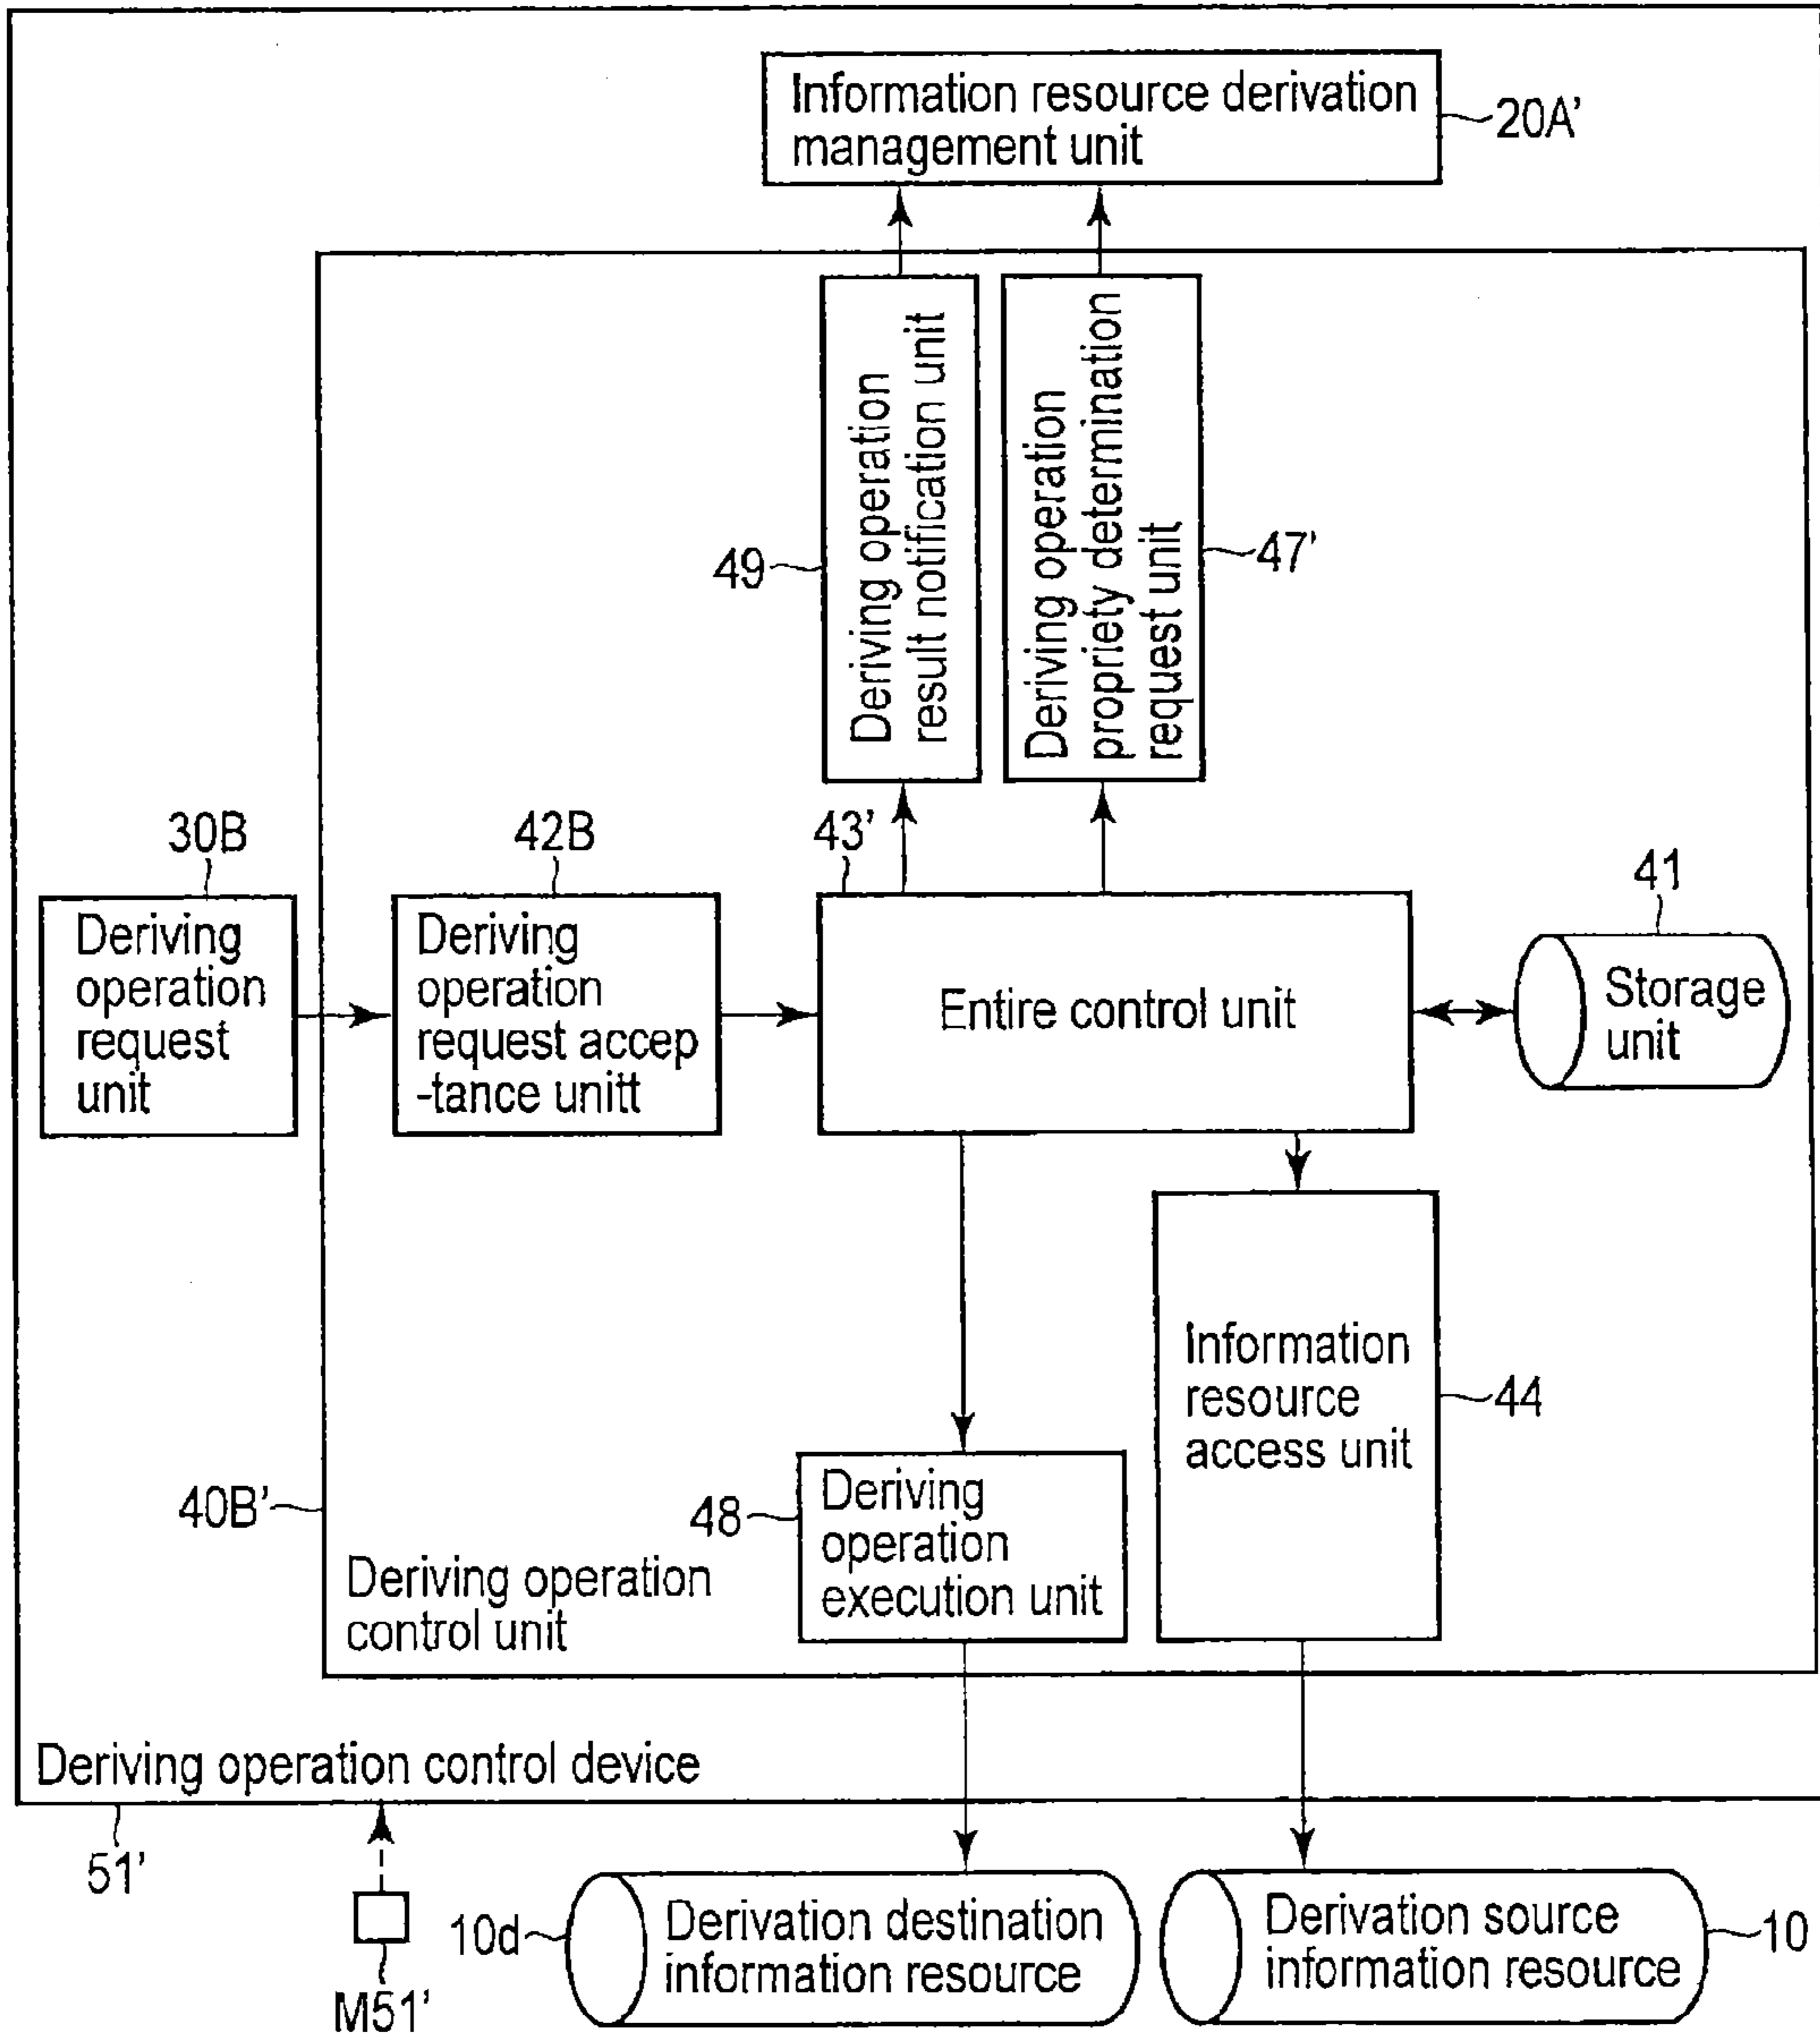 Information resource derivation
management unit
20A'
Deriving operation
result notification unit
49
Deriving operation
propriety determination
request unit
47'
30B
42B
43'
41
Deriving
operation
request
unit
Deriving
operation
request accep
-tance unitt
Entire control unit
Storage
unit
Information
resource
access unit
44
40B'
48
Deriving
operation
execution unit
Deriving operation
control unit
Deriving operation control device
51'
M51'
10d
Derivation destination
information resource
Derivation source
information resource
10